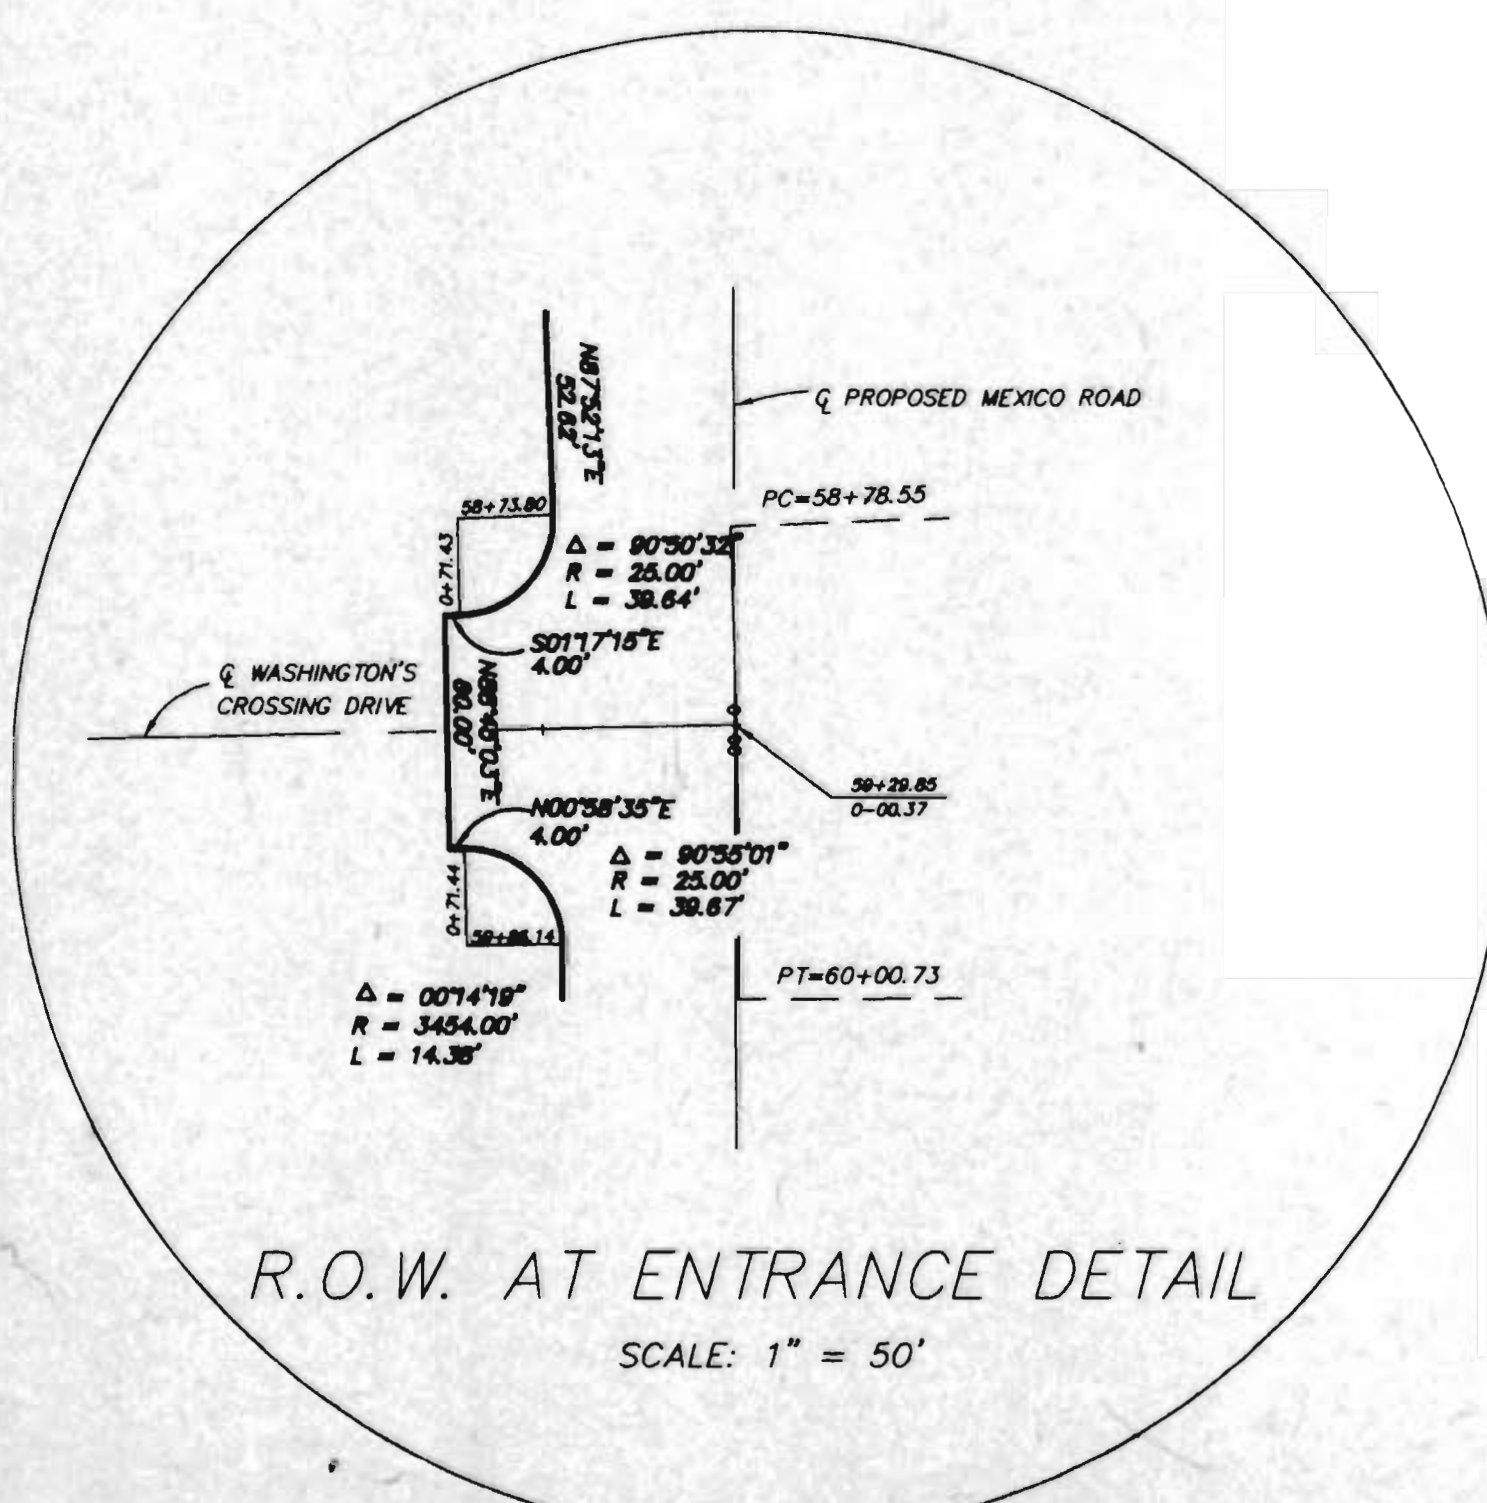 N87°52'13"E
52.62'
℄ PROPOSED MEXICO ROAD
PC=58+78.55
58+73.80
0+71.43
Δ = 90°50'32"
R = 25.00'
L = 39.64'
S01°17'15"E
4.00'
℄ WASHINGTON'S
CROSSING DRIVE
80.00'
59+29.85
0-00.37
N00°58'35"E
4.00'
Δ = 90°55'01"
R = 25.00'
L = 39.67'
0+71.44
PT=60+00.73
Δ = 00°14'19"
R = 3454.00'
L = 14.38'
R.O.W. AT ENTRANCE DETAIL
SCALE: 1" = 50'